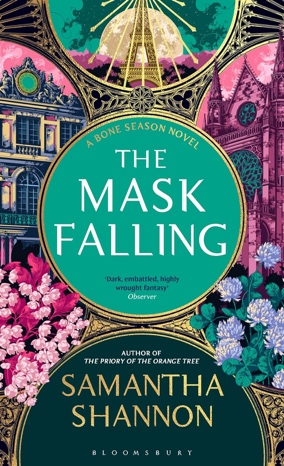 A BONE SEASON NOVEL
THE
MASK
FALLING
‘Dark, embattled, highly
wrought fantasy’
Observer
AUTHOR OF
THE PRIORY OF THE ORANGE TREE
SAMANTHA
SHANNON
BLOOMSBURY